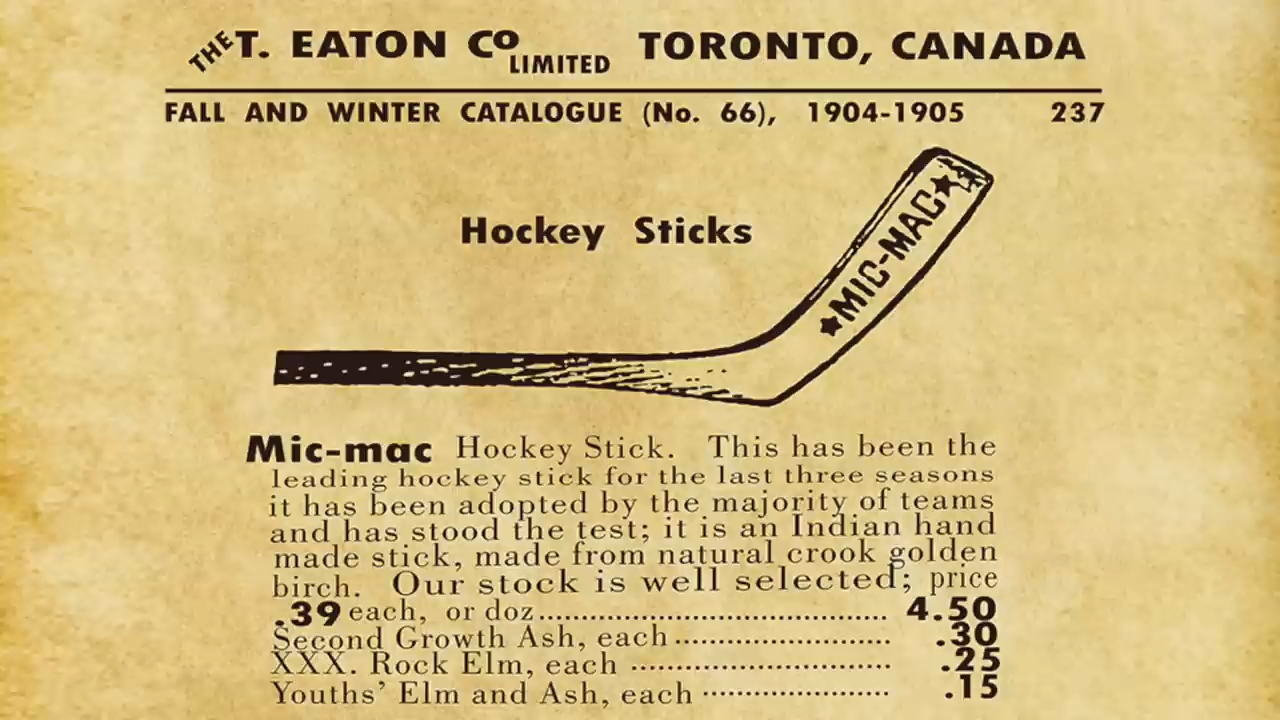 THE T. EATON CO LIMITED TORONTO, CANADA
FALL AND WINTER CATALOGUE (No. 66), 1904-1905 237
Hockey Sticks
★MIC-MAC★
Mic-mac Hockey Stick. This has been the
leading hockey stick for the last three seasons
it has been adopted by the majority of teams
and has stood the test; it is an Indian hand
made stick, made from natural crook golden
birch. Our stock is well selected; price
.39 each, or doz........................................ 4.50
Second Growth Ash, each......................... .30
XXX. Rock Elm, each .............................. .25
Youths' Elm and Ash, each ...................... .15